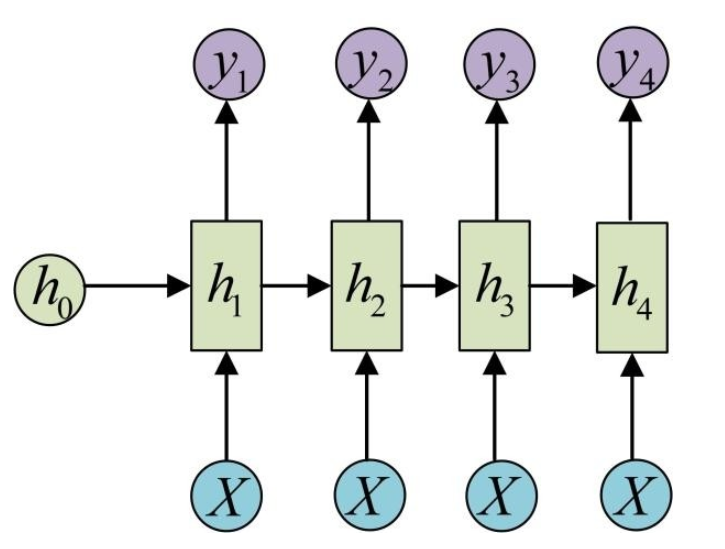 y₁ y₂ y₃ y₄
h₀ h₁ h₂ h₃ h₄
X X X X